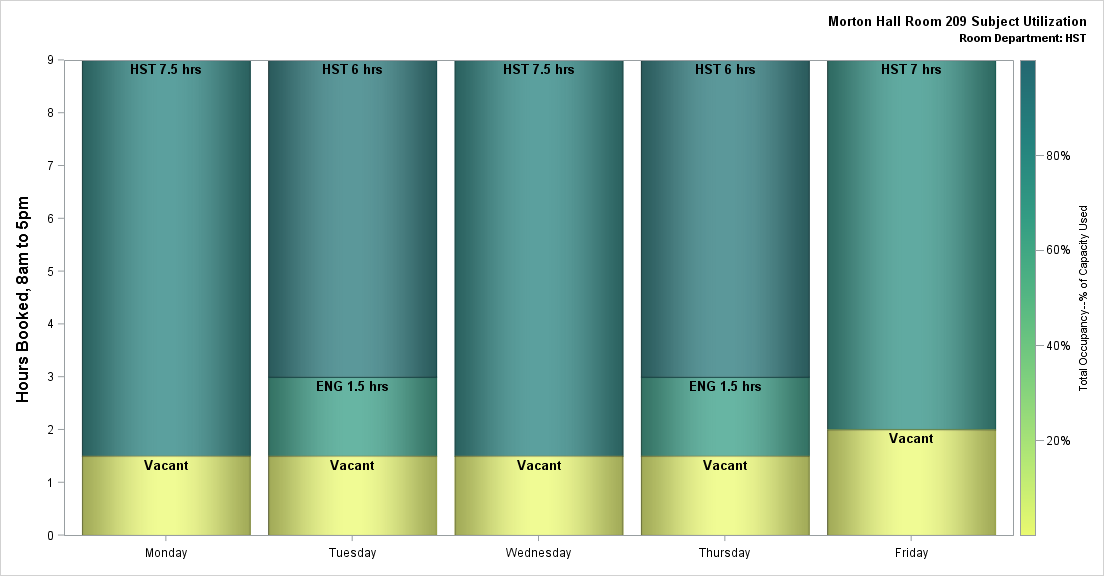 Morton Hall Room 209 Subject Utilization
Room Department: HST
Hours Booked, 8am to 5pm
9
8
7
6
5
4
3
2
1
0
HST 7.5 hrs
Vacant
HST 6 hrs
ENG 1.5 hrs
Vacant
HST 7.5 hrs
Vacant
HST 6 hrs
ENG 1.5 hrs
Vacant
HST 7 hrs
Vacant
Monday
Tuesday
Wednesday
Thursday
Friday
80%
60%
40%
20%
Total Occupancy--% of Capacity Used